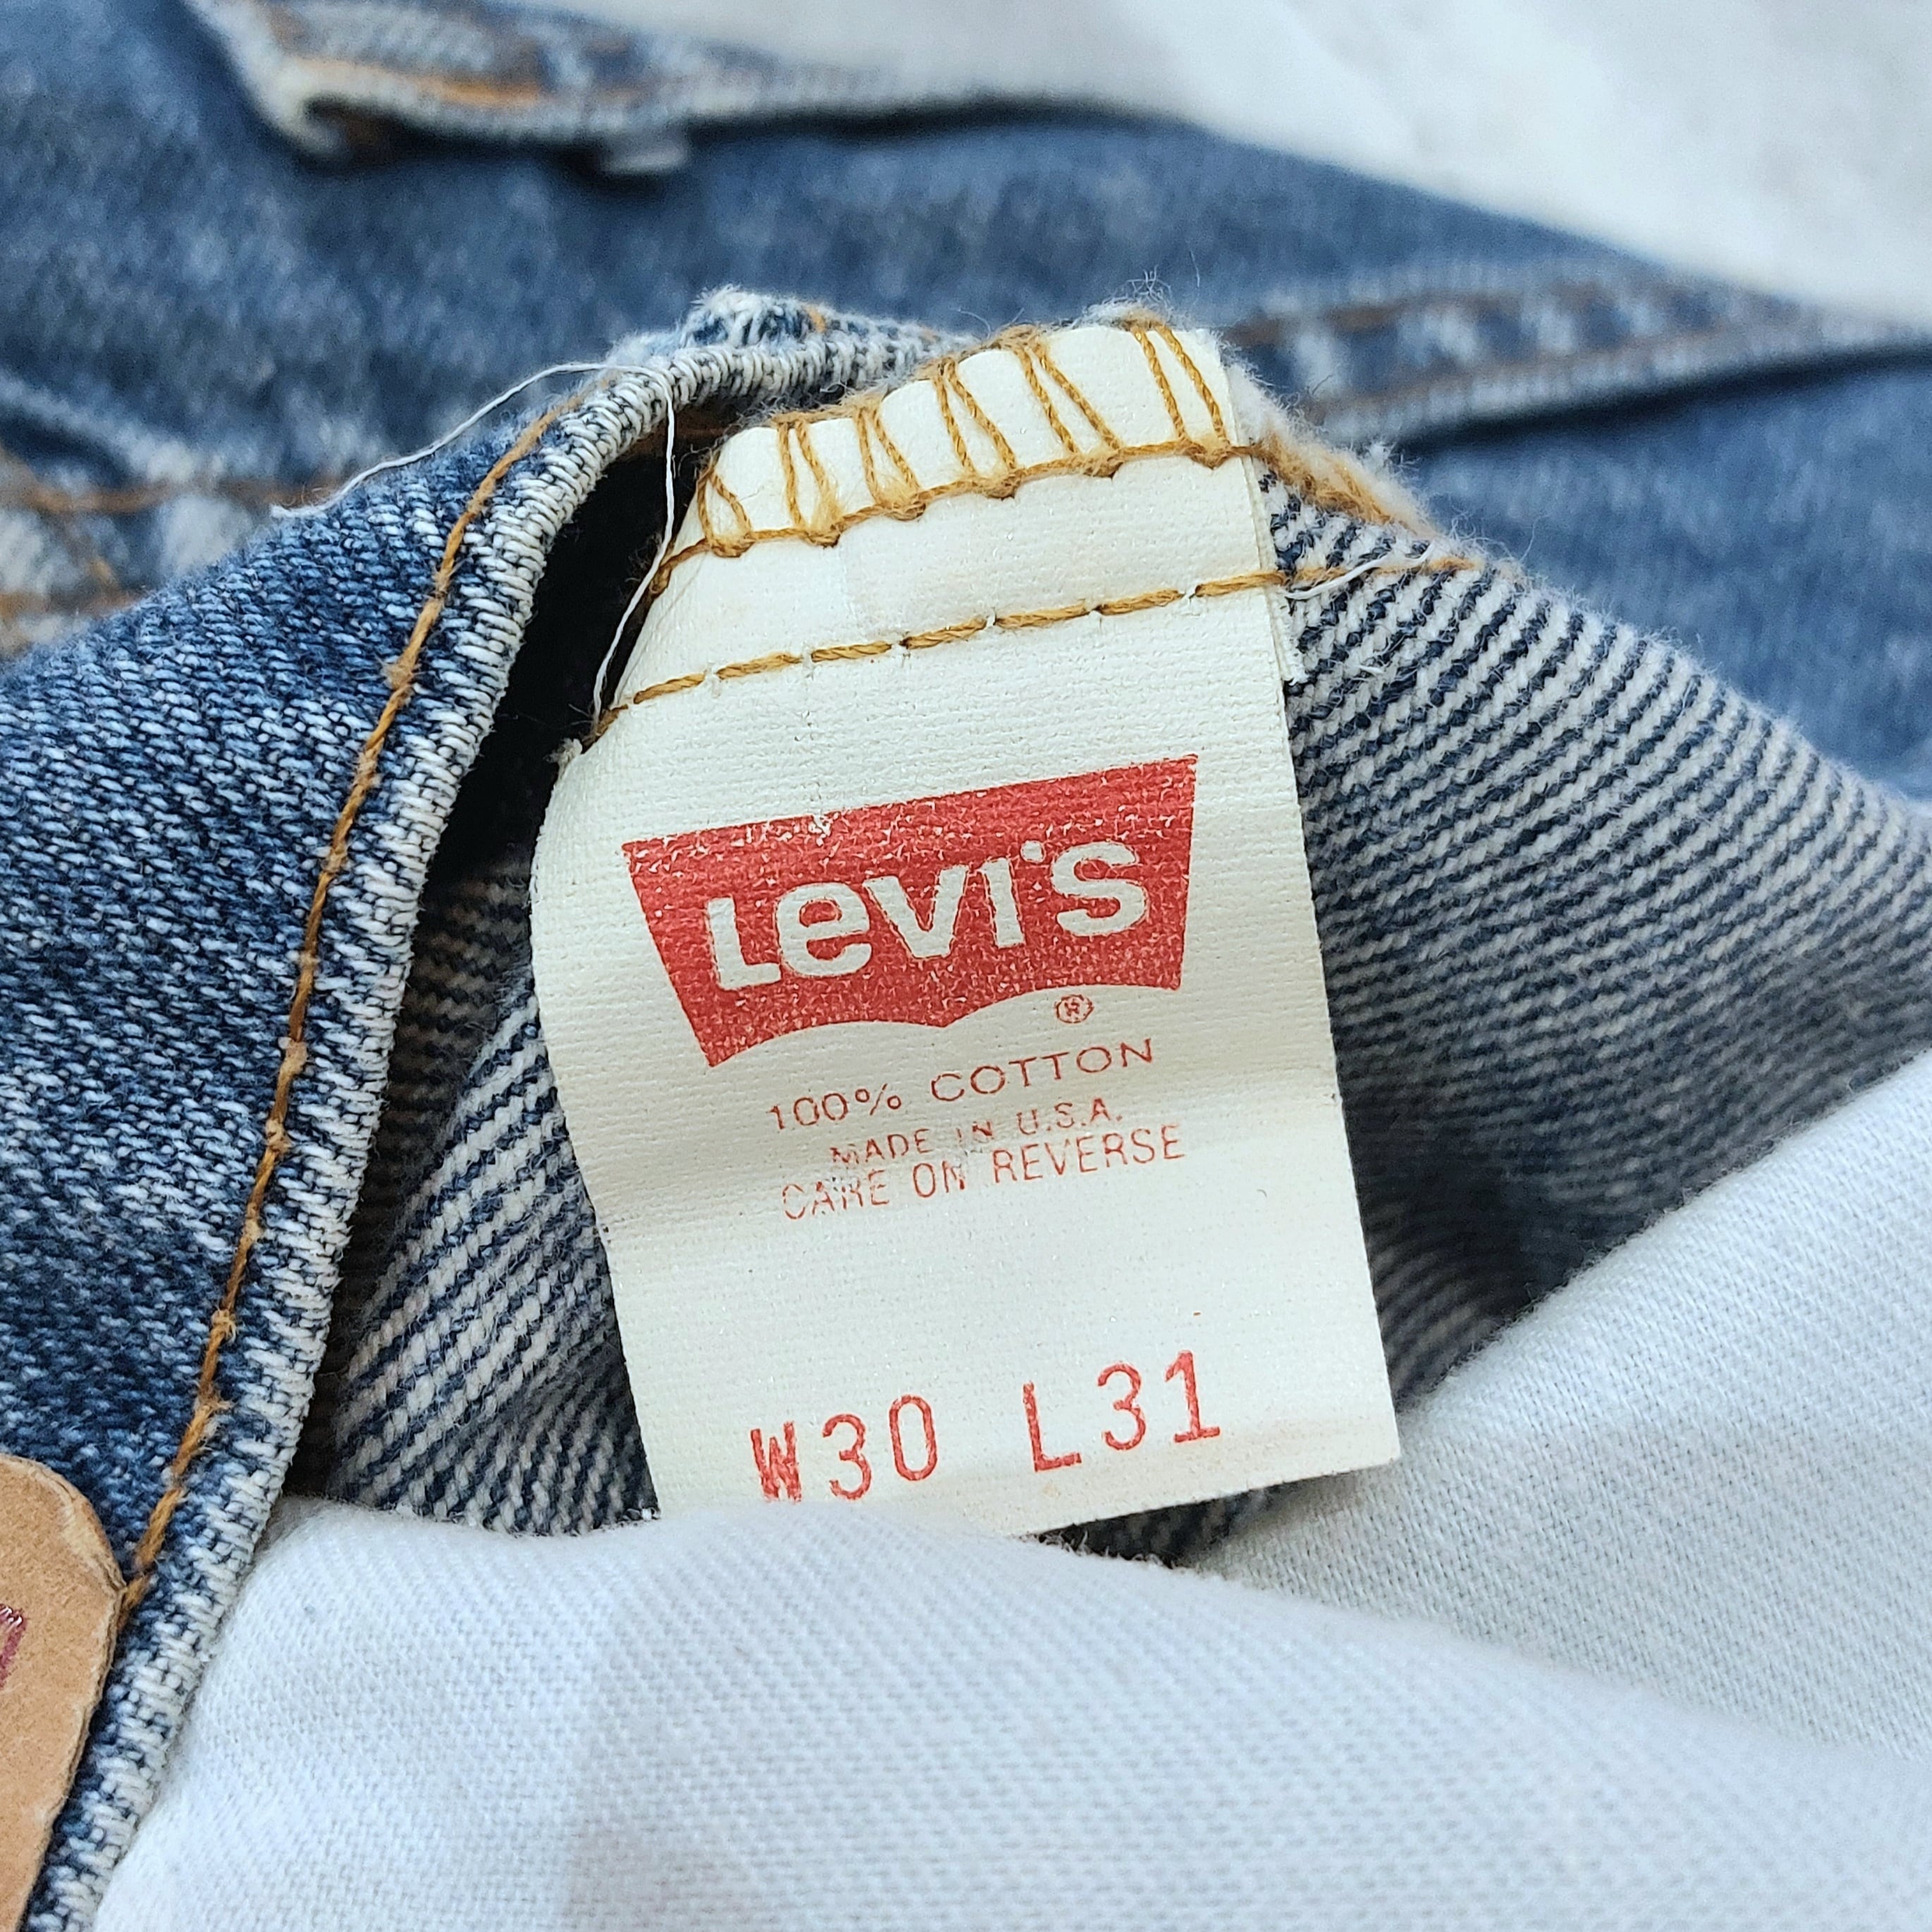 LEVI'S
®
100% COTTON
MADE IN U.S.A.
CARE ON REVERSE
W30 L31